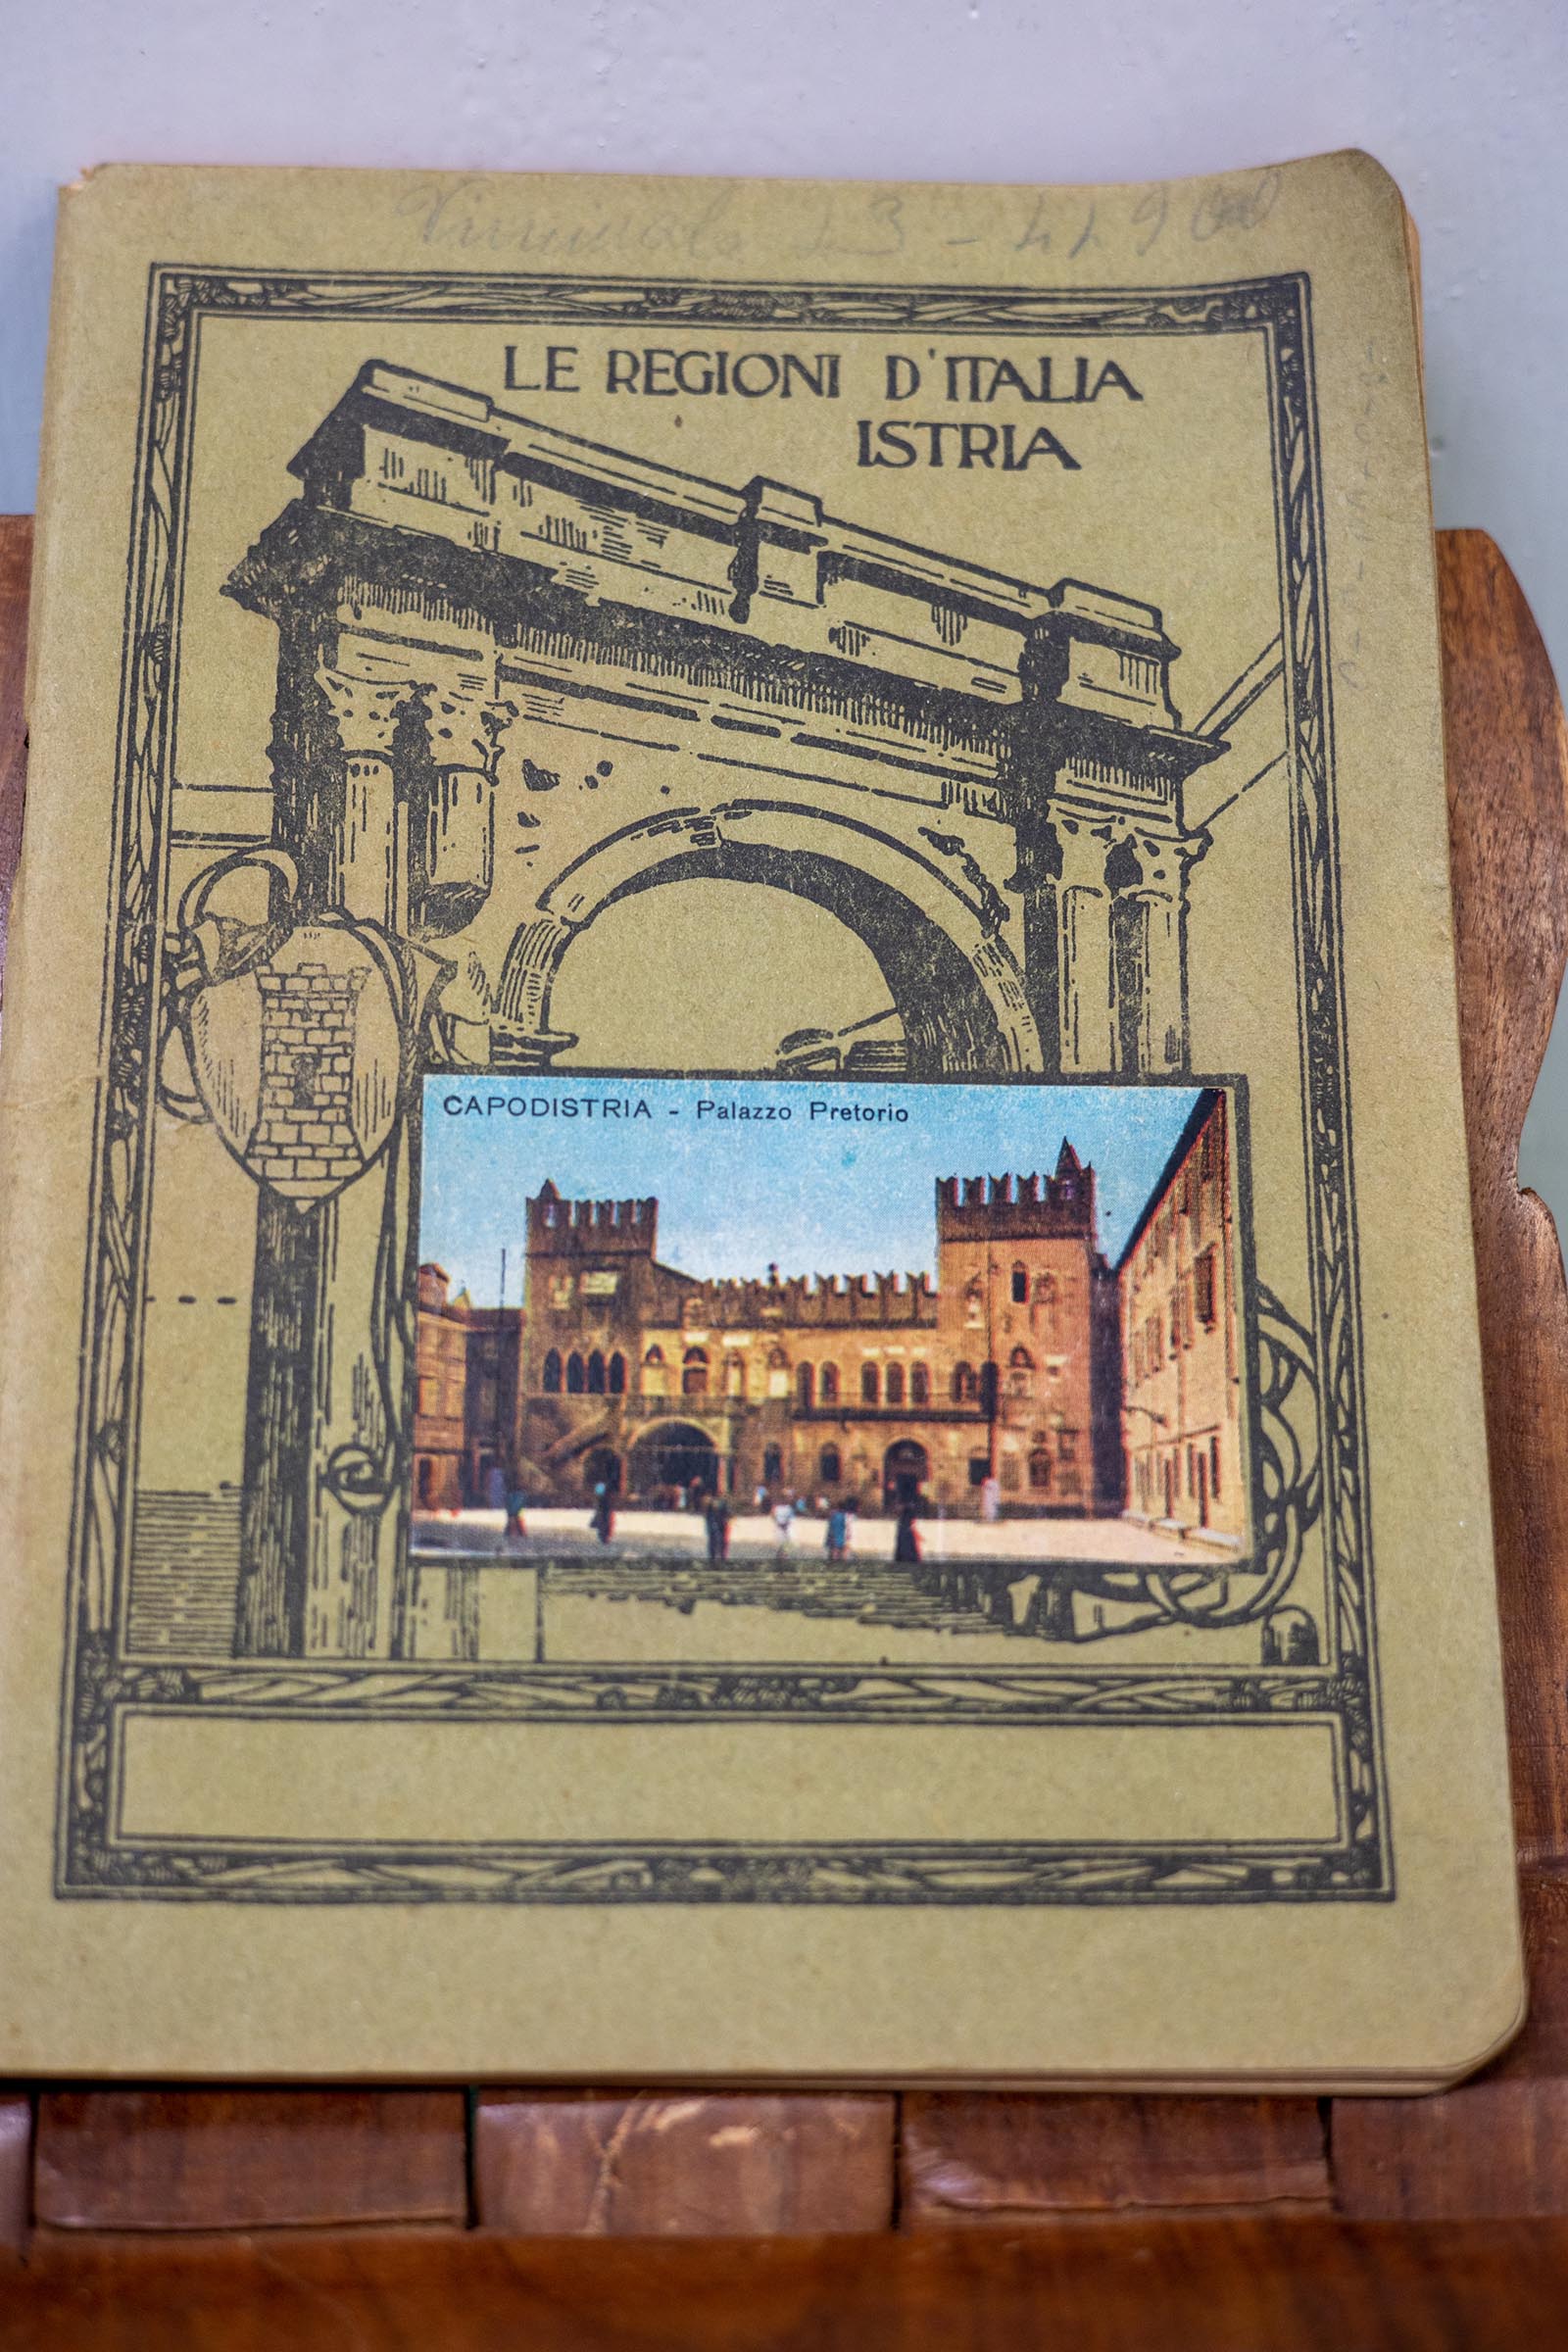 LE REGIONI D'ITALIA
ISTRIA
CAPODISTRIA - Palazzo Pretorio